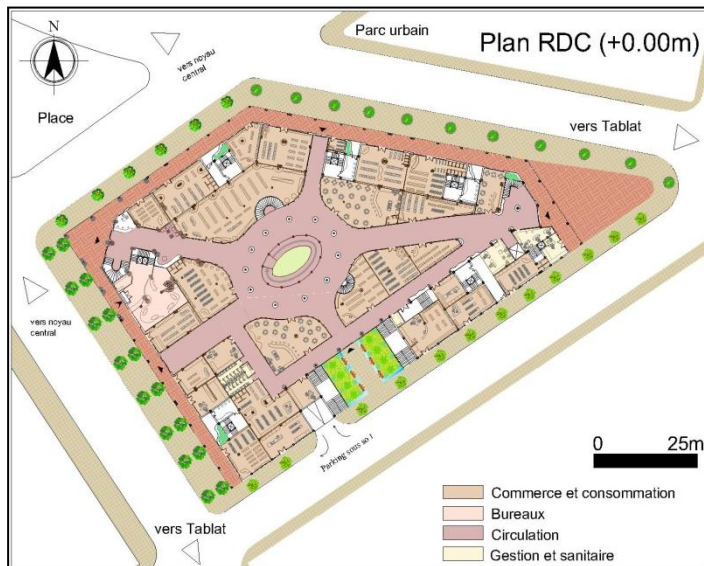 N
Place
vers noyau
central
Parc urbain
Plan RDC (+0.00m)
vers Tablat
vers noyau
central
Parking sous sol
vers Tablat
0 25m
Commerce et consommation
Bureaux
Circulation
Gestion et sanitaire